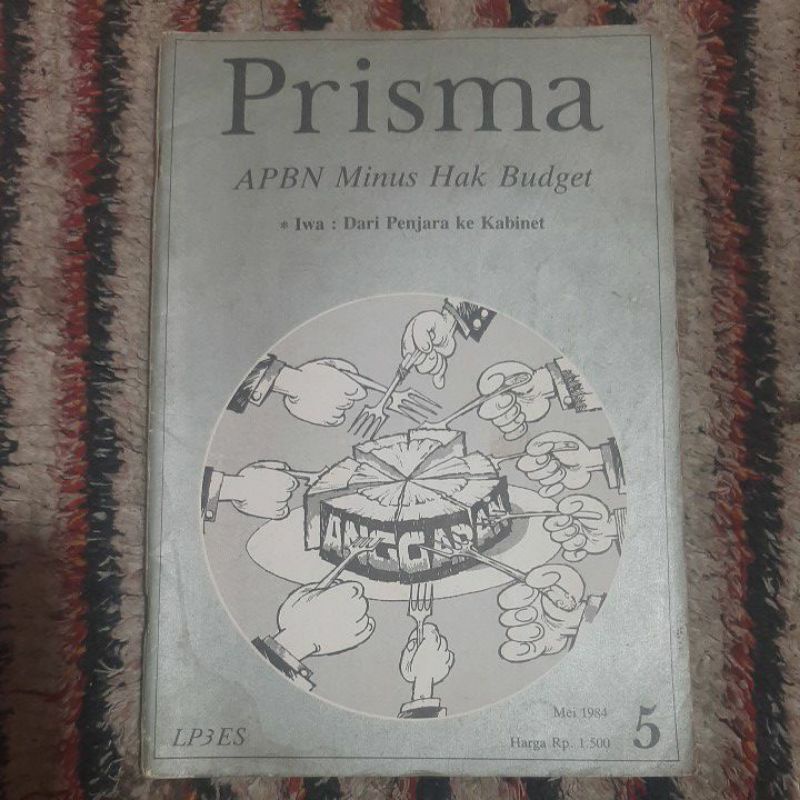 Prisma
APBN Minus Hak Budget
* Iwa : Dari Penjara ke Kabinet
ANGGARAN
LP3ES
Mei 1984
Harga Rp. 1.500
5